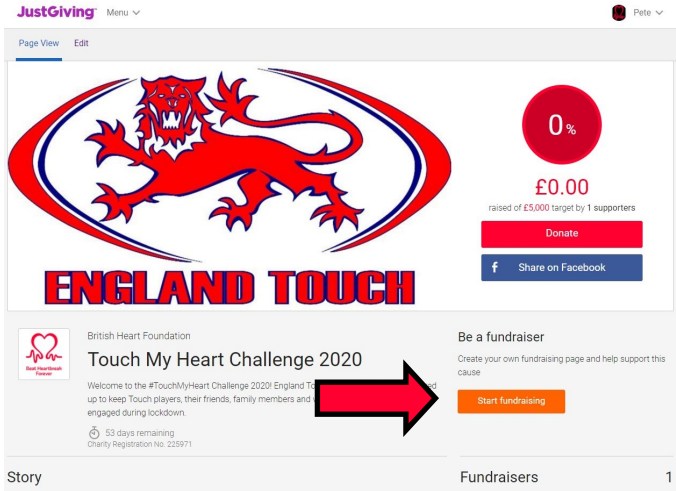 JustGiving Menu
Pete
Page View Edit
ENGLAND TOUCH
0%
£0.00
raised of £5,000 target by 1 supporters
Donate
f Share on Facebook
Beat Heartbreak
Forever
British Heart Foundation
Touch My Heart Challenge 2020
Welcome to the #TouchMyHeart Challenge 2020! England
up to keep Touch players, their friends, family members and
engaged during lockdown.
53 days remaining
Charity Registration No. 225971
Be a fundraiser
Create your own fundraising page and help support this
cause
Start fundraising
Story
Fundraisers 1